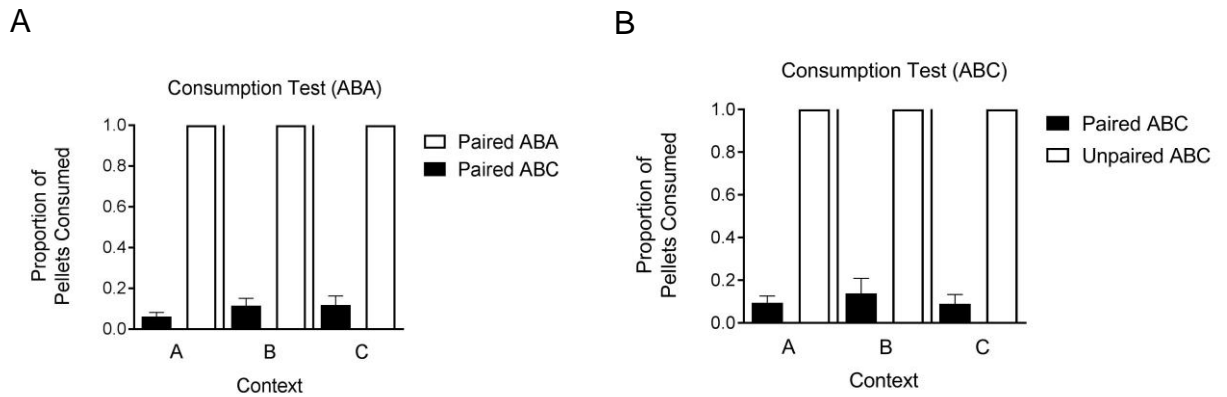 A
Consumption Test (ABA)
Proportion of
Pellets Consumed
1.0
0.8
0.6
0.4
0.2
0.0
A B C
Context
Paired ABA
Paired ABC
B
Consumption Test (ABC)
Proportion of
Pellets Consumed
1.0
0.8
0.6
0.4
0.2
0.0
A B C
Context
Paired ABC
Unpaired ABC